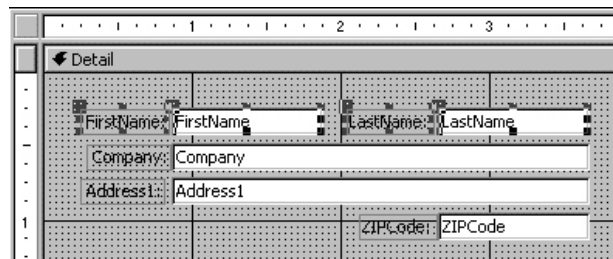 1 2 3
Detail
FirstName: FirstName LastName: LastName
Company: Company
Address1: Address1
1 ZIPCode: ZIPCode